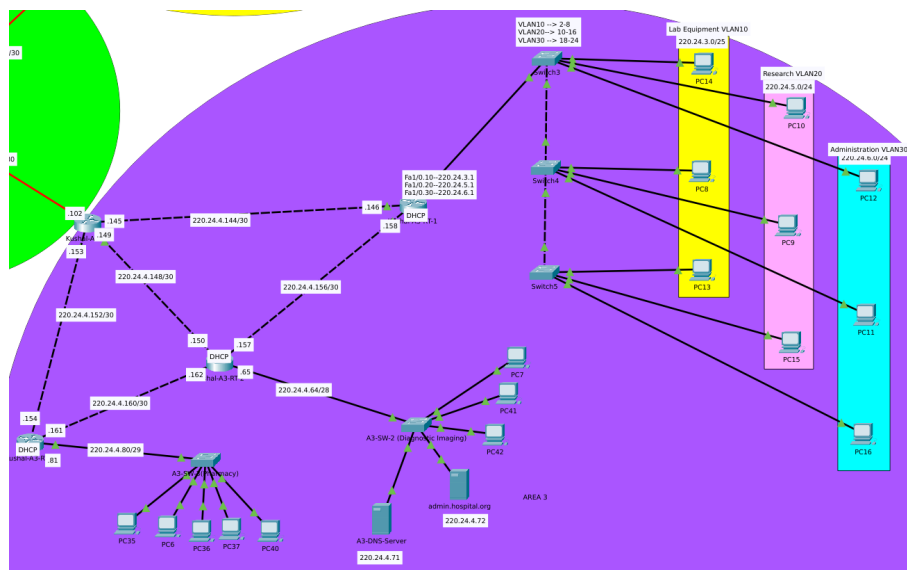 VLAN10 --> 2-8
VLAN20--> 10-16
VLAN30 --> 18-24
Lab Equipment VLAN10
220.24.3.0/25
Research VLAN20
220.24.5.0/24
Administration VLAN30
220.24.6.0/24
/30
Switch3
PC14
PC10
PC12
Switch4
PC8
PC9
PC11
Switch5
PC13
PC15
PC16
Fa1/0.10--220.24.3.1
Fa1/0.20--220.24.5.1
Fa1/0.30--220.24.6.1
DHCP
.146
.158
.102
.145
.149
.153
220.24.4.144/30
220.24.4.148/30
220.24.4.156/30
220.24.4.152/30
.150
.157
DHCP
.162
.65
220.24.4.160/30
220.24.4.64/28
.154
.161
DHCP
.81
220.24.4.80/29
PC7
PC41
PC42
A3-SW-2 (Diagnostic Imaging)
PC35
PC6
PC36
PC37
PC40
admin.hospital.org
220.24.4.72
A3-DNS-Server
220.24.4.71
AREA 3